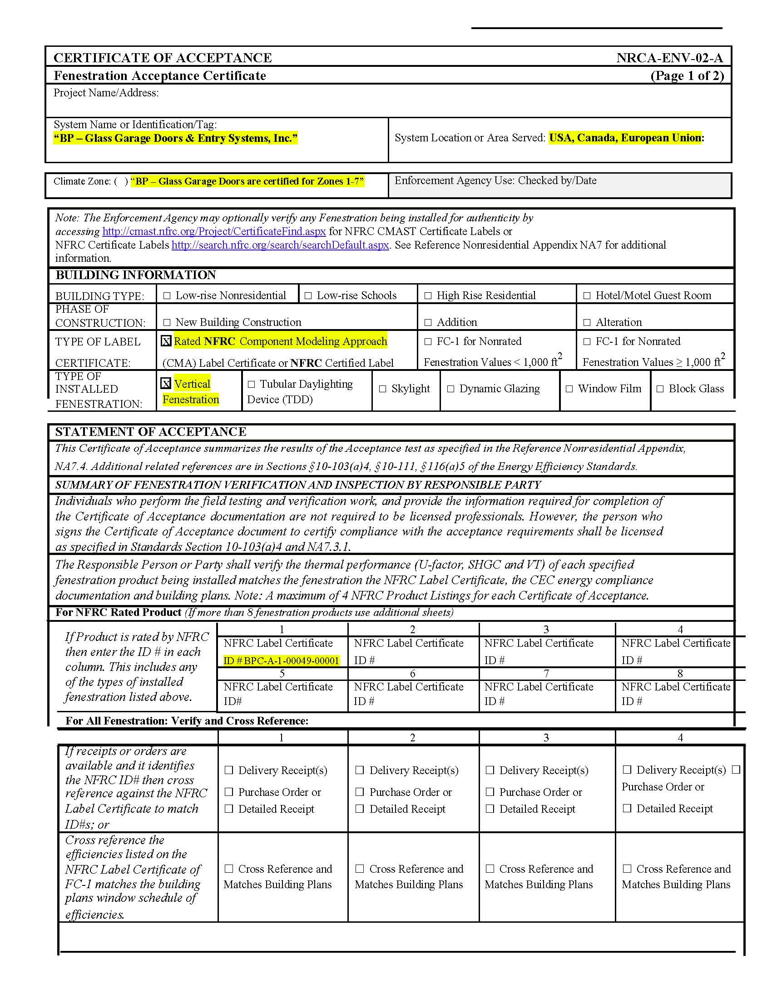 CERTIFICATE OF ACCEPTANCE NRCA-ENV-02-A
Fenestration Acceptance Certificate (Page 1 of 2)
Project Name/Address:
System Name or Identification/Tag:
“BP – Glass Garage Doors & Entry Systems, Inc.”
System Location or Area Served: USA, Canada, European Union:
Climate Zone: ( ) “BP – Glass Garage Doors are certified for Zones 1-7”
Enforcement Agency Use: Checked by/Date
Note: The Enforcement Agency may optionally verify any Fenestration being installed for authenticity by
accessing http://cmast.nfrc.org/Project/CertificateFind.aspx for NFRC CMAST Certificate Labels or
NFRC Certificate Labels http://search.nfrc.org/search/searchDefault.aspx. See Reference Nonresidential Appendix NA7 for additional
information.
BUILDING INFORMATION
BUILDING TYPE: ☐ Low-rise Nonresidential ☐ Low-rise Schools ☐ High Rise Residential ☐ Hotel/Motel Guest Room
PHASE OF
CONSTRUCTION: ☐ New Building Construction ☐ Addition ☐ Alteration
TYPE OF LABEL ☒ Rated NFRC Component Modeling Approach ☐ FC-1 for Nonrated ☐ FC-1 for Nonrated
CERTIFICATE: (CMA) Label Certificate or NFRC Certified Label Fenestration Values < 1,000 ft2 Fenestration Values ≥ 1,000 ft2
TYPE OF
INSTALLED
FENESTRATION:
☒ Vertical
Fenestration
☐ Tubular Daylighting
Device (TDD)
☐ Skylight ☐ Dynamic Glazing ☐ Window Film ☐ Block Glass
STATEMENT OF ACCEPTANCE
This Certificate of Acceptance summarizes the results of the Acceptance test as specified in the Reference Nonresidential Appendix,
NA7.4. Additional related references are in Sections §10-103(a)4, §10-111, §116(a)5 of the Energy Efficiency Standards.
SUMMARY OF FENESTRATION VERIFICATION AND INSPECTION BY RESPONSIBLE PARTY
Individuals who perform the field testing and verification work, and provide the information required for completion of
the Certificate of Acceptance documentation are not required to be licensed professionals. However, the person who
signs the Certificate of Acceptance document to certify compliance with the acceptance requirements shall be licensed
as specified in Standards Section 10-103(a)4 and NA7.3.1.
The Responsible Person or Party shall verify the thermal performance (U-factor, SHGC and VT) of each specified
fenestration product being installed matches the fenestration the NFRC Label Certificate, the CEC energy compliance
documentation and building plans. Note: A maximum of 4 NFRC Product Listings for each Certificate of Acceptance.
For NFRC Rated Product (If more than 8 fenestration products use additional sheets)
If Product is rated by NFRC
then enter the ID # in each
column. This includes any
of the types of installed
fenestration listed above.
1 2 3 4
NFRC Label Certificate NFRC Label Certificate NFRC Label Certificate NFRC Label Certificate
ID # BPC-A-1-00049-00001 ID # ID # ID #
5 6 7 8
NFRC Label Certificate NFRC Label Certificate NFRC Label Certificate NFRC Label Certificate
ID# ID # ID # ID #
For All Fenestration: Verify and Cross Reference:
1 2 3 4
If receipts or orders are
available and it identifies
the NFRC ID# then cross
reference against the NFRC
Label Certificate to match
ID#s; or
☐ Delivery Receipt(s) ☐ Delivery Receipt(s) ☐ Delivery Receipt(s) ☐ Delivery Receipt(s) ☐
☐ Purchase Order or ☐ Purchase Order or ☐ Purchase Order or Purchase Order or
☐ Detailed Receipt ☐ Detailed Receipt ☐ Detailed Receipt ☐ Detailed Receipt
Cross reference the
efficiencies listed on the
NFRC Label Certificate of
FC-1 matches the building
plans window schedule of
efficiencies.
☐ Cross Reference and ☐ Cross Reference and ☐ Cross Reference and ☐ Cross Reference and
Matches Building Plans Matches Building Plans Matches Building Plans Matches Building Plans